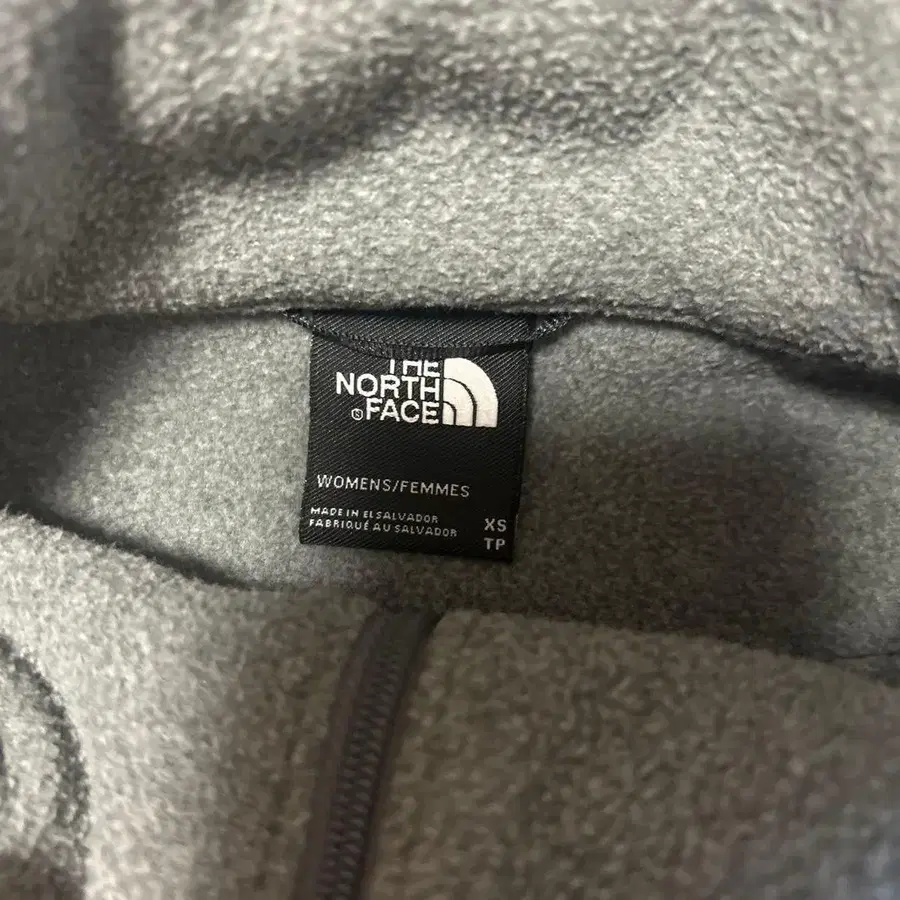 THE
NORTH
FACE
WOMENS/FEMMES
MADE IN EL SALVADOR
FABRIQUÉ AU SALVADOR
XS
TP